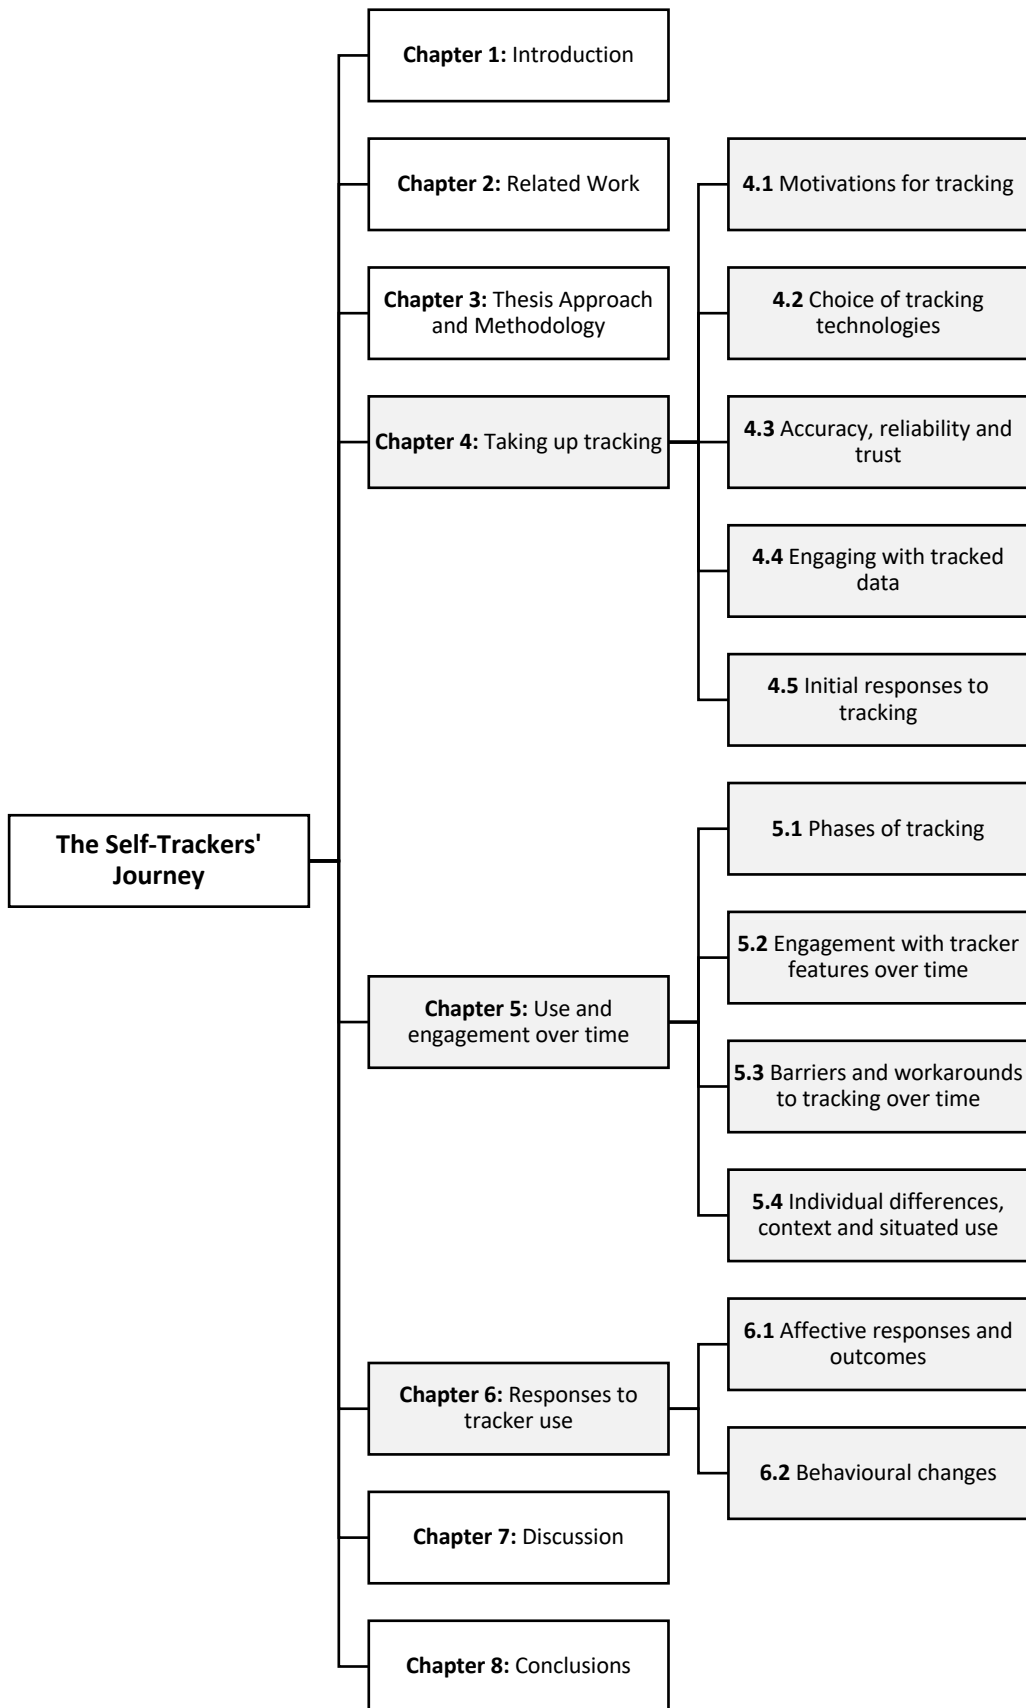 Chapter 1: Introduction
Chapter 2: Related Work
Chapter 3: Thesis Approach
and Methodology
Chapter 4: Taking up tracking
4.1 Motivations for tracking
4.2 Choice of tracking
technologies
4.3 Accuracy, reliability and
trust
4.4 Engaging with tracked
data
4.5 Initial responses to
tracking
The Self-Trackers'
Journey
Chapter 5: Use and
engagement over time
5.1 Phases of tracking
5.2 Engagement with tracker
features over time
5.3 Barriers and workarounds
to tracking over time
5.4 Individual differences,
context and situated use
Chapter 6: Responses to
tracker use
6.1 Affective responses and
outcomes
6.2 Behavioural changes
Chapter 7: Discussion
Chapter 8: Conclusions